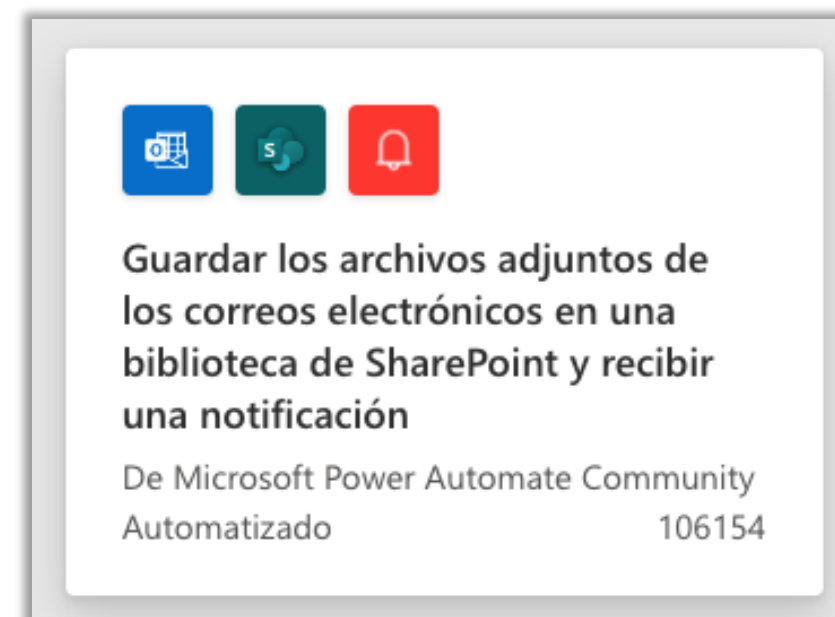 Guardar los archivos adjuntos de
los correos electrónicos en una
biblioteca de SharePoint y recibir
una notificación
De Microsoft Power Automate Community
Automatizado 106154